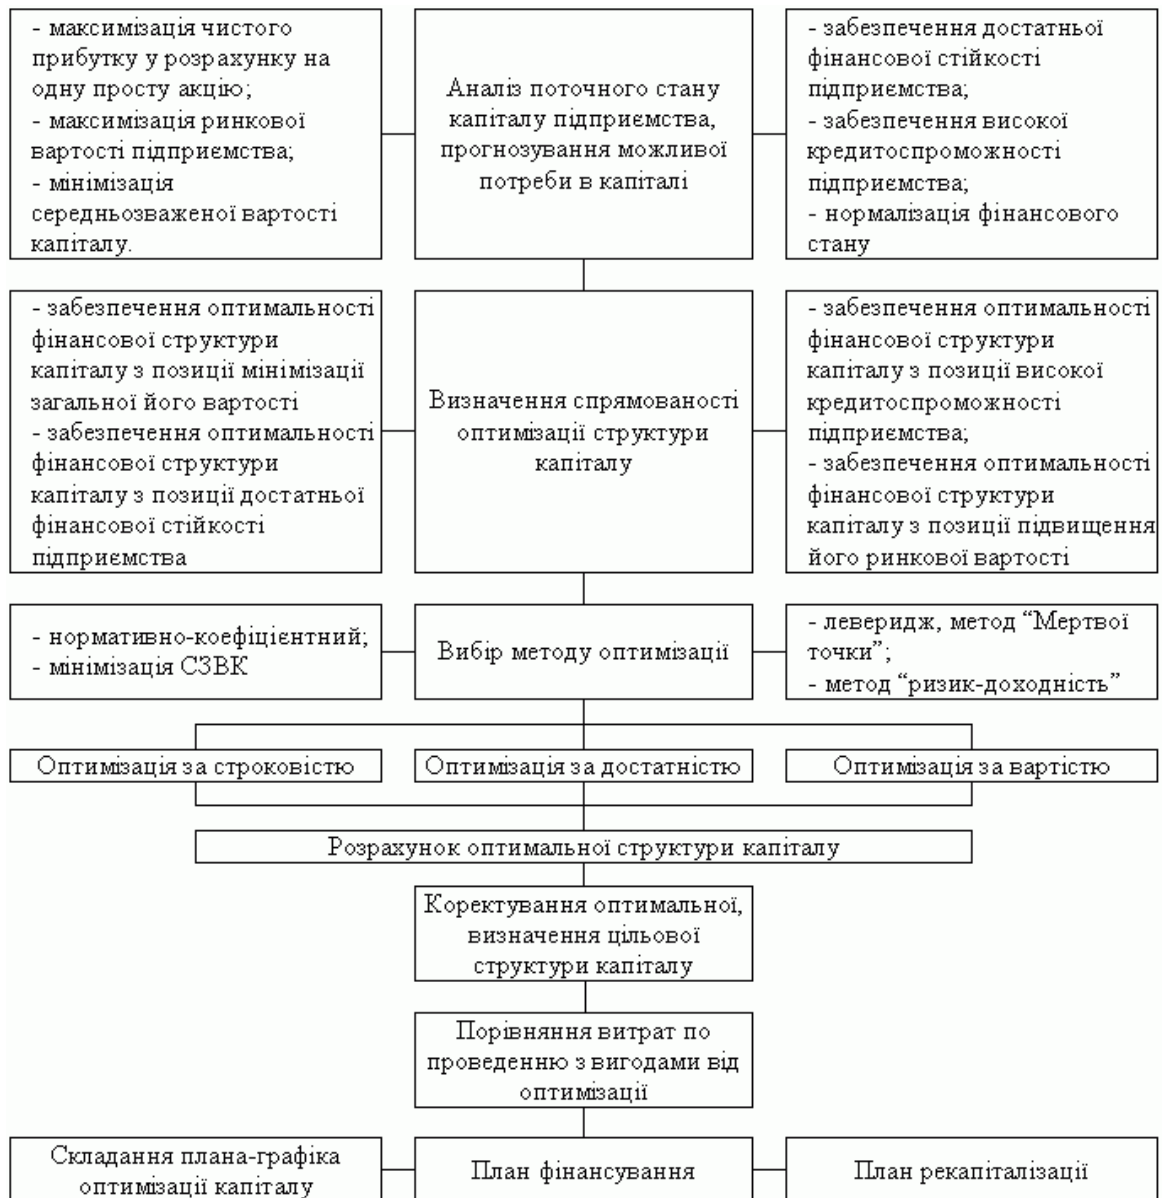 - максимізація чистого
прибутку у розрахунку на
одну просту акцію;
- максимізація ринкової
вартості підприємства;
- мінімізація
середньозваженої вартості
капіталу.
Аналіз поточного стану
капіталу підприємства,
прогнозування можливої
потреби в капіталі
- забезпечення достатньої
фінансової стійкості
підприємства;
- забезпечення високої
кредитоспроможності
підприємства;
- нормалізація фінансового
стану
- забезпечення оптимальності
фінансової структури
капіталу з позиції мінімізації
загальної його вартості
- забезпечення оптимальності
фінансової структури
капіталу з позиції достатньої
фінансової стійкості
підприємства
Визначення спрямованості
оптимізації структури
капіталу
- забезпечення оптимальності
фінансової структури
капіталу з позиції високої
кредитоспроможності
підприємства;
- забезпечення оптимальності
фінансової структури
капіталу з позиції підвищення
його ринкової вартості
- нормативно-коефіцієнтний;
- мінімізація СЗВК
Вибір методу оптимізації
- леверидж, метод “Мертвої
точки”;
- метод “ризик-доходність”
Оптимізація за строковістю
Оптимізація за достатністю
Оптимізація за вартістю
Розрахунок оптимальної структури капіталу
Коректування оптимальної,
визначення цільової
структури капіталу
Порівняння витрат по
проведенню з вигодами від
оптимізації
Складання плана-графіка
оптимізації капіталу
План фінансування
План рекапіталізації